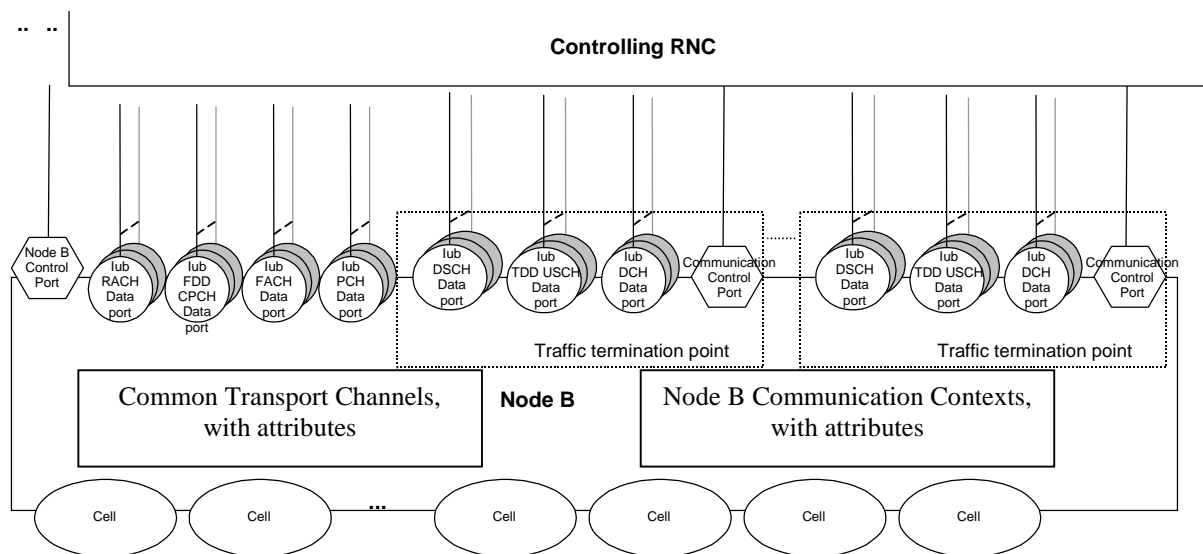 .. ..
Controlling RNC
Node B
Control
Port
Iub
RACH
Data
port
Iub
FDD
CPCH
Data
port
Iub
FACH
Data
port
Iub
PCH
Data
port
Iub
DSCH
Data
port
Iub
TDD USCH
Data
port
Iub
DCH
Data
port
Communication
Control
Port
Iub
DSCH
Data
port
Iub
TDD USCH
Data
port
Iub
DCH
Data
port
Communication
Control
Port
Traffic termination point
Traffic termination point
Common Transport Channels,
with attributes
Node B
Node B Communication Contexts,
with attributes
Cell
Cell
...
Cell
Cell
Cell
Cell